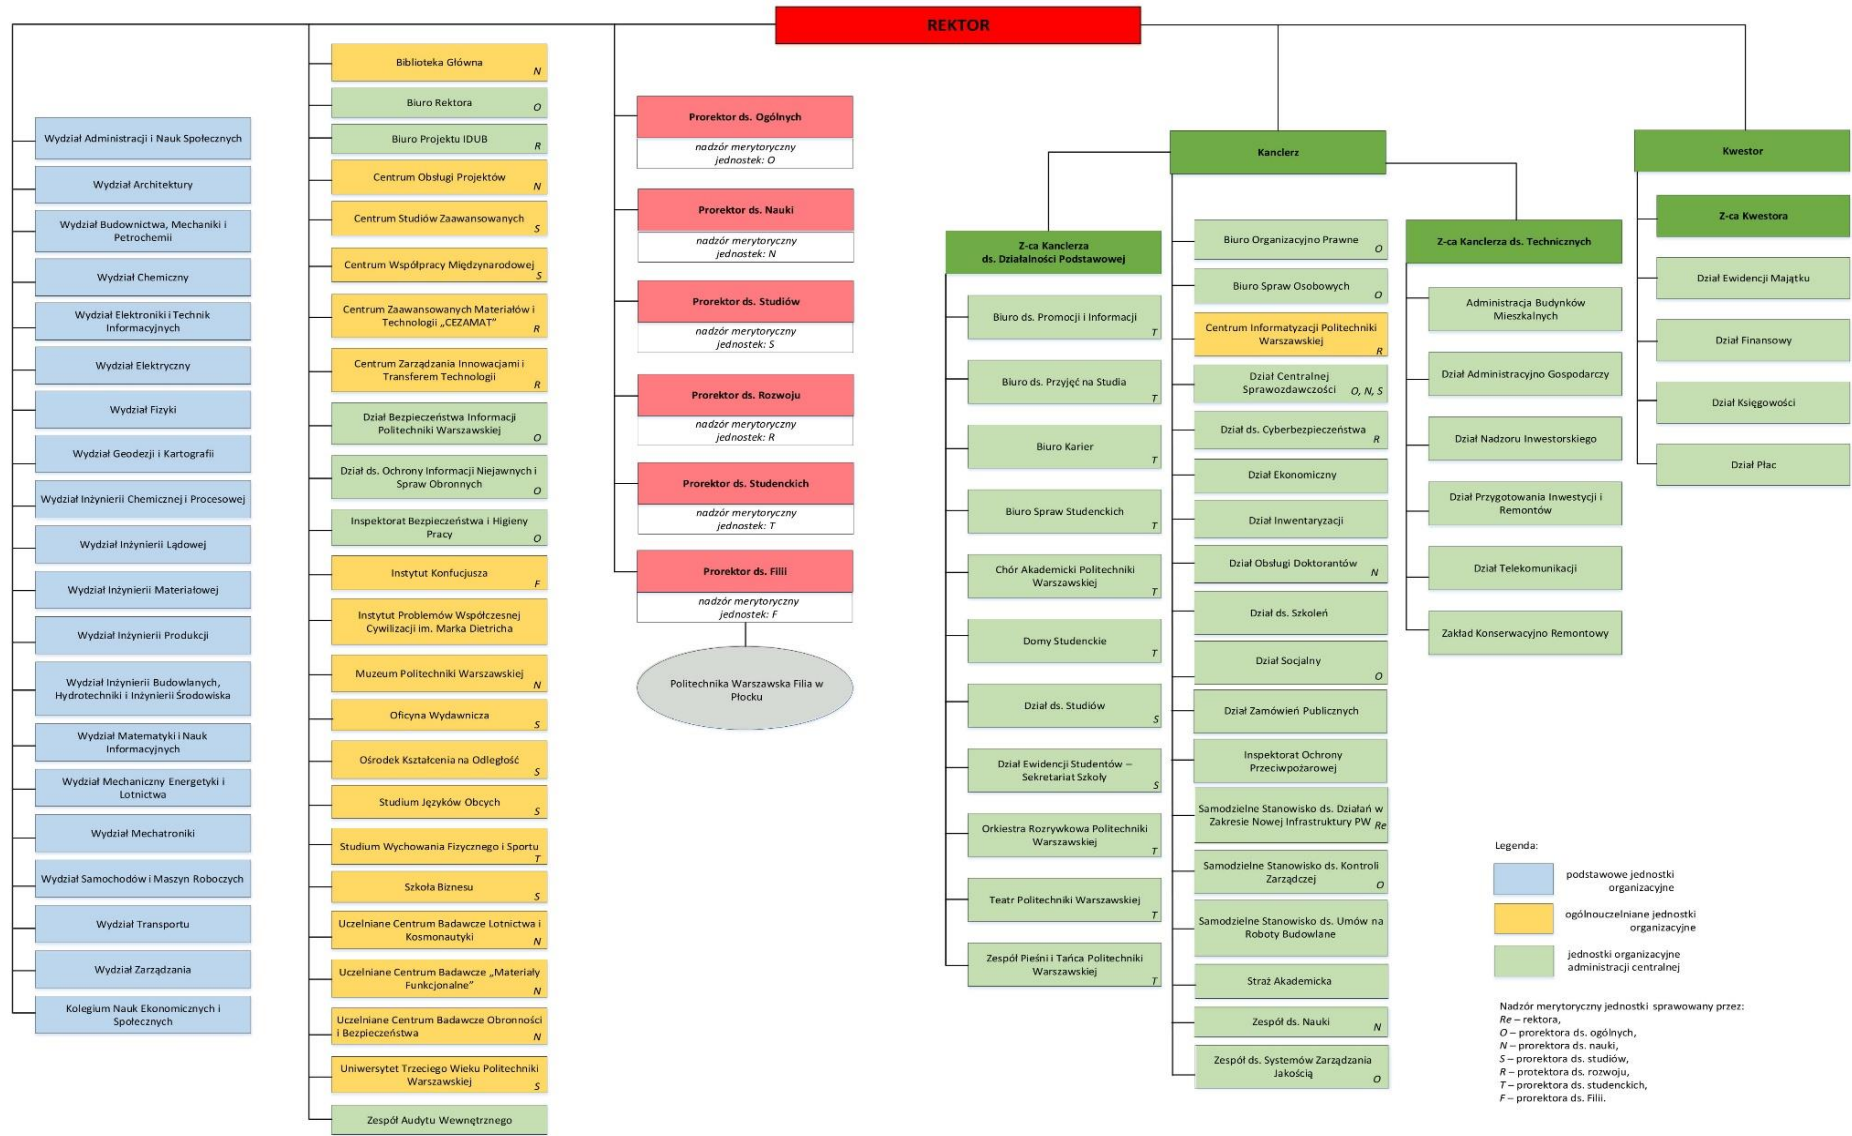 REKTOR
Wydział Administracji i Nauk Społecznych
Wydział Architektury
Wydział Budownictwa, Mechaniki i
Petrochemii
Wydział Chemiczny
Wydział Elektroniki i Technik
Informacyjnych
Wydział Elektryczny
Wydział Fizyki
Wydział Geodezji i Kartografii
Wydział Inżynierii Chemicznej i Procesowej
Wydział Inżynierii Lądowej
Wydział Inżynierii Materiałowej
Wydział Inżynierii Produkcji
Wydział Inżynierii Budowlanych,
Hydrotechniki i Inżynierii Środowiska
Wydział Matematyki i Nauk
Informacyjnych
Wydział Mechaniczny Energetyki i
Lotnictwa
Wydział Mechatroniki
Wydział Samochodów i Maszyn Roboczych
Wydział Transportu
Wydział Zarządzania
Kolegium Nauk Ekonomicznych i
Społecznych
Biblioteka Główna
N
Biuro Rektora
O
Biuro Projektu IDUB
R
Centrum Obsługi Projektów
N
Centrum Studiów Zaawansowanych
S
Centrum Współpracy Międzynarodowej
S
Centrum Zaawansowanych Materiałów i
Technologii „CEZAMAT”
R
Centrum Zarządzania Innowacjami i
Transferem Technologii
R
Dział Bezpieczeństwa Informacji
Politechniki Warszawskiej
O
Dział ds. Ochrony Informacji Niejawnych i
Spraw Obronnych
O
Inspektorat Bezpieczeństwa i Higieny
Pracy
O
Instytut Konfucjusza
F
Instytut Problemów Współczesnej
Cywilizacji im. Marka Dietricha
Muzeum Politechniki Warszawskiej
N
Oficyna Wydawnicza
S
Ośrodek Kształcenia na Odległość
S
Studium Języków Obcych
S
Studium Wychowania Fizycznego i Sportu
T
Szkoła Biznesu
S
Uczelniane Centrum Badawcze Lotnictwa i
Kosmonautyki
N
Uczelniane Centrum Badawcze „Materiały
Funkcjonalne”
N
Uczelniane Centrum Badawcze Obronności
i Bezpieczeństwa
N
Uniwersytet Trzeciego Wieku Politechniki
Warszawskiej
S
Zespół Audytu Wewnętrznego
Prorektor ds. Ogólnych
nadzór merytoryczny
jednostek: O
Prorektor ds. Nauki
nadzór merytoryczny
jednostek: N
Prorektor ds. Studiów
nadzór merytoryczny
jednostek: S
Prorektor ds. Rozwoju
nadzór merytoryczny
jednostek: R
Prorektor ds. Studenckich
nadzór merytoryczny
jednostek: T
Prorektor ds. Filii
nadzór merytoryczny
jednostek: F
Politechnika Warszawska Filia w
Płocku
Kanclerz
Z-ca Kanclerza
ds. Działalności Podstawowej
Biuro ds. Promocji i Informacji
T
Biuro ds. Przyjęć na Studia
T
Biuro Karier
T
Biuro Spraw Studenckich
T
Chór Akademicki Politechniki
Warszawskiej
T
Domy Studenckie
T
Dział ds. Studiów
S
Dział Ewidencji Studentów –
Sekretariat Szkoły
S
Orkiestra Rozrywkowa Politechniki
Warszawskiej
T
Teatr Politechniki Warszawskiej
T
Zespół Pieśni i Tańca Politechniki
Warszawskiej
T
Biuro Organizacyjno Prawne
O
Biuro Spraw Osobowych
O
Centrum Informatyzacji Politechniki
Warszawskiej
R
Dział Centralnej
Sprawozdawczości O, N, S
Dział ds. Cyberbezpieczeństwa
R
Dział Ekonomiczny
Dział Inwentaryzacji
Dział Obsługi Doktorantów
N
Dział ds. Szkoleń
Dział Socjalny
O
Dział Zamówień Publicznych
Inspektorat Ochrony
Przeciwpożarowej
Samodzielne Stanowisko ds. Działań w
Zakresie Nowej Infrastruktury PW Re
Samodzielne Stanowisko ds. Kontroli
Zarządczej
O
Samodzielne Stanowisko ds. Umów na
Roboty Budowlane
Straż Akademicka
Zespół ds. Nauki
N
Zespół ds. Systemów Zarządzania
Jakością
O
Z-ca Kanclerza ds. Technicznych
Administracja Budynków
Mieszkalnych
Dział Administracyjno Gospodarczy
Dział Nadzoru Inwestorskiego
Dział Przygotowania Inwestycji i
Remontów
Dział Telekomunikacji
Zakład Konserwacyjno Remontowy
Kwestor
Z-ca Kwestora
Dział Ewidencji Majątku
Dział Finansowy
Dział Księgowości
Dział Płac
Legenda:
podstawowe jednostki
organizacyjne
ogólnouczelniane jednostki
organizacyjne
jednostki organizacyjne
administracji centralnej
Nadzór merytoryczny jednostki sprawowany przez:
Re – rektora,
O – prorektora ds. ogólnych,
N – prorektora ds. nauki,
S – prorektora ds. studiów,
R – protektora ds. rozwoju,
T – prorektora ds. studenckich,
F – prorektora ds. Filii.